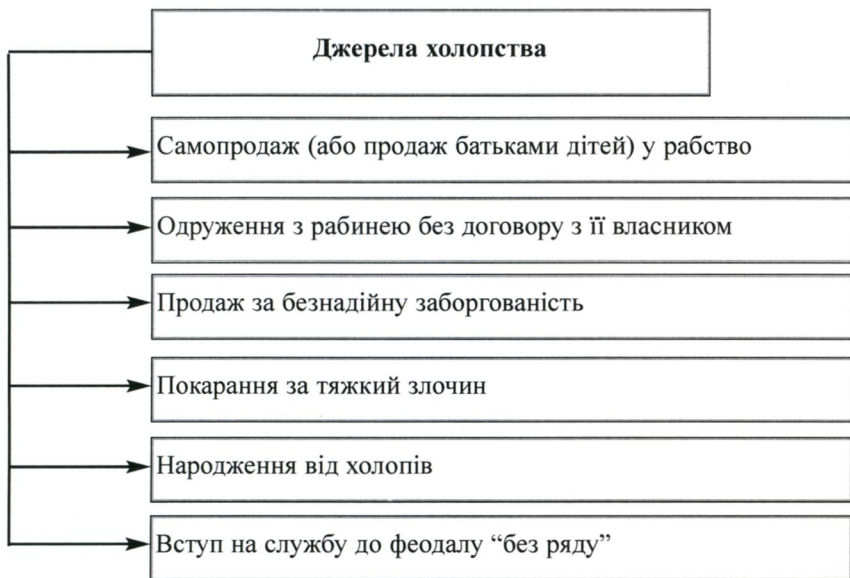 Джерела холопства
Самопродаж (або продаж батьками дітей) у рабство
Одруження з рабинею без договору з її власником
Продаж за безнадійну заборгованість
Покарання за тяжкий злочин
Народження від холопів
Вступ на службу до феодалу “без ряду”